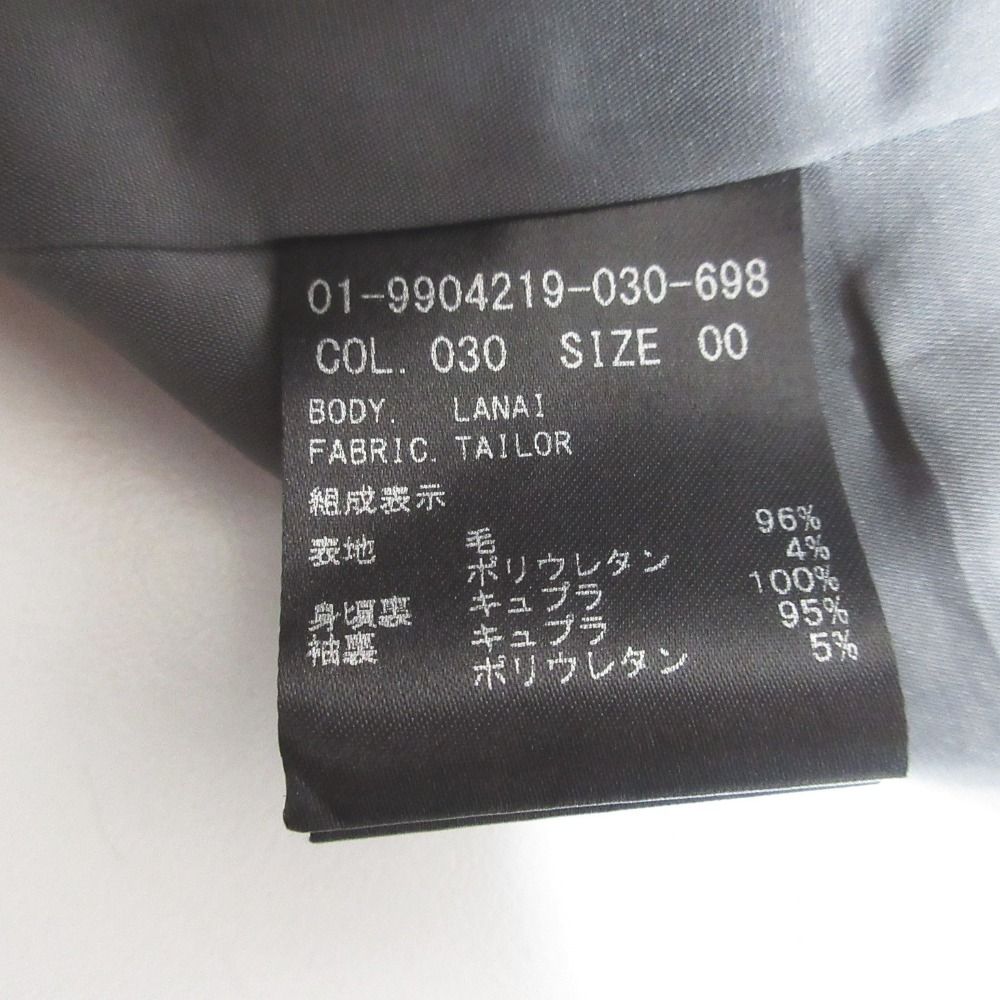 01-9904219-030-698
COL. 030 SIZE 00
BODY. LANAI
FABRIC. TAILOR
組成表示
表地 毛 96%
ポリウレタン 4%
身頃裏 キュプラ 100%
袖裏 キュプラ 95%
ポリウレタン 5%